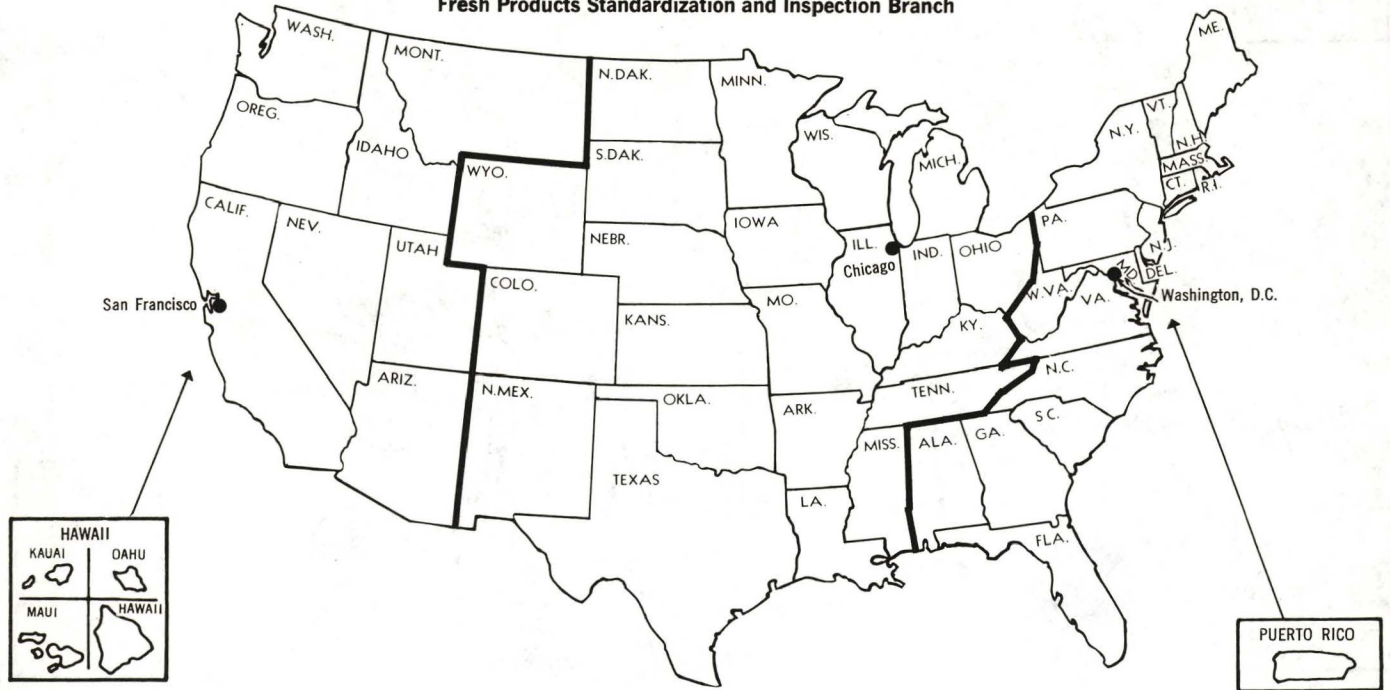 Fresh Products Standardization and Inspection Branch
WASH.
MONT.
N.DAK.
MINN.
ME.
OREG.
IDAHO
WYO.
S.DAK.
WIS.
MICH.
N.Y.
VT.
N.H.
MASS.
CT.
R.I.
CALIF.
NEV.
UTAH
COLO.
NEBR.
IOWA
ILL.
Chicago
IND.
OHIO
PA.
N.J.
MD.
DEL.
San Francisco
KANS.
MO.
KY.
W.VA.
VA.
Washington, D.C.
ARIZ.
N.MEX.
OKLA.
ARK.
TENN.
N.C.
S.C.
TEXAS
LA.
MISS.
ALA.
GA.
FLA.
HAWAII
KAUAI
OAHU
MAUI
HAWAII
PUERTO RICO